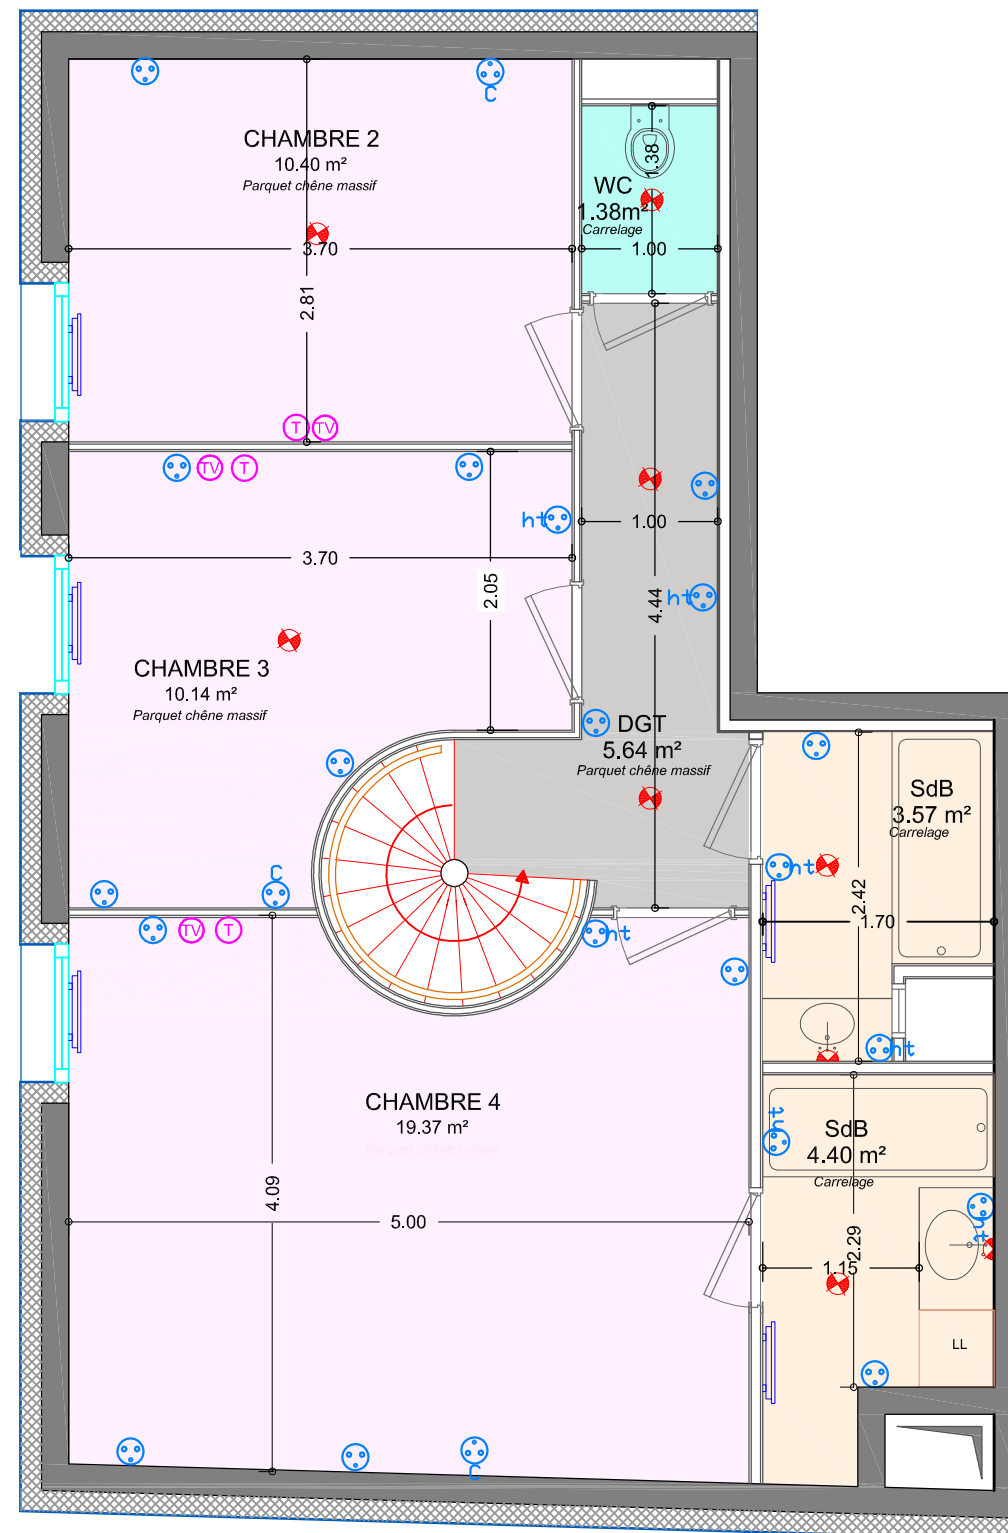 C
CHAMBRE 2
10.40 m²
Parquet chêne massif
3.70
2.81
T
TV
1.38
WC
1.38m²
Carrelage
1.00
TV
T
ht
1.00
3.70
2.05
4.44
ht
CHAMBRE 3
10.14 m²
Parquet chêne massif
DGT
5.64 m²
Parquet chêne massif
SdB
3.57 m²
Carrelage
ht
C
2.42
1.70
TV
T
ht
ht
CHAMBRE 4
19.37 m²
Parquet chêne massif
ht
SdB
4.40 m²
Carrelage
4.09
5.00
ht
2.29
1.15
LL
C